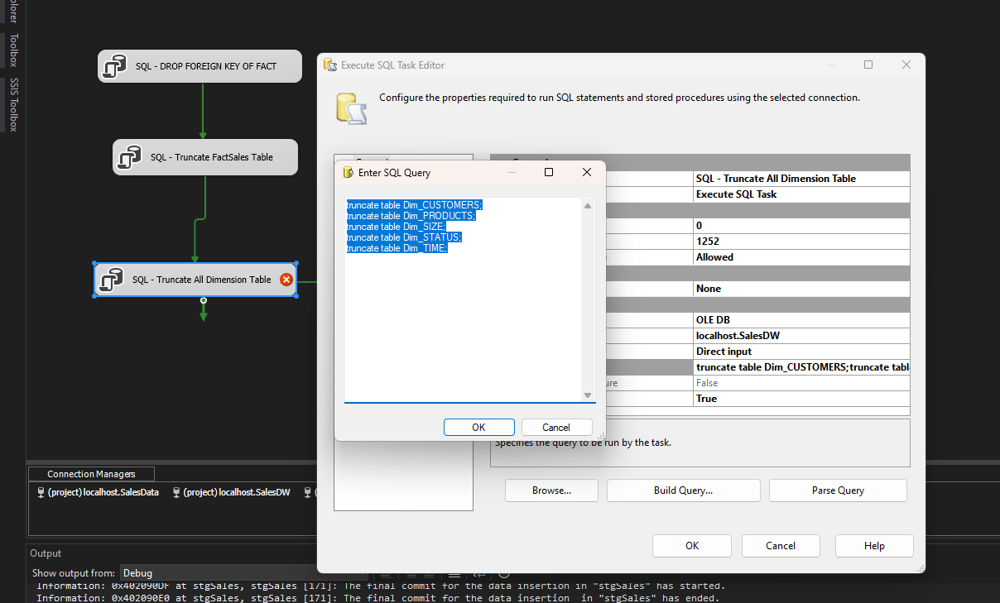 plorer
Toolbox
SSIS Toolbox
SQL - DROP FOREIGN KEY OF FACT
SQL - Truncate FactSales Table
SQL - Truncate All Dimension Table
Execute SQL Task Editor
Configure the properties required to run SQL statements and stored procedures using the selected connection.
Enter SQL Query
truncate table Dim_CUSTOMERS;
truncate table Dim_PRODUCTS;
truncate table Dim_SIZE;
truncate table Dim_STATUS;
truncate table Dim_TIME;
OK
Cancel
SQL - Truncate All Dimension Table
Execute SQL Task
0
1252
Allowed
None
OLE DB
localhost.SalesDW
Direct input
truncate table Dim_CUSTOMERS;truncate tabl
ure
False
True
Specifies the query to be run by the task.
Browse...
Build Query...
Parse Query
OK
Cancel
Help
Connection Managers
(project) localhost.SalesData
(project) localhost.SalesDW
(
Output
Show output from:
Debug
Information: 0x402090DF at stgSales, stgSales [171]: The final commit for the data insertion in "stgSales" has started.
Information: 0x402090E0 at stgSales, stgSales [171]: The final commit for the data insertion  in "stgSales" has ended.